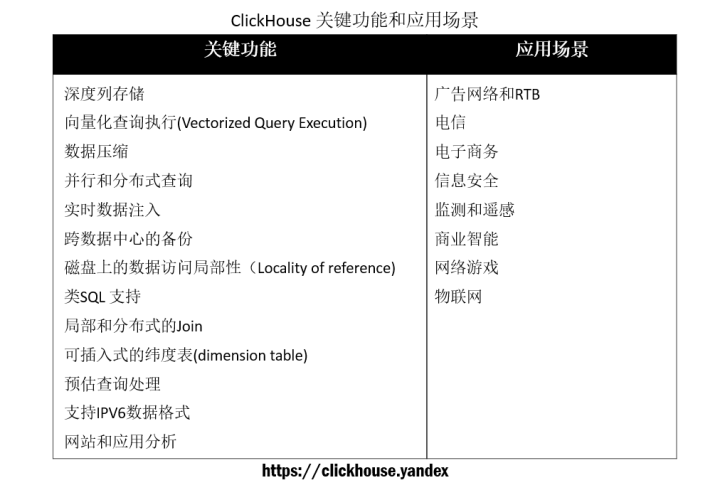 ClickHouse 关键功能和应用场景
关键功能
应用场景
深度列存储
向量化查询执行(Vectorized Query Execution)
数据压缩
并行和分布式查询
实时数据注入
跨数据中心的备份
磁盘上的数据访问局部性（Locality of reference)
类SQL 支持
局部和分布式的Join
可插入式的纬度表(dimension table)
预估查询处理
支持IPV6数据格式
网站和应用分析
广告网络和RTB
电信
电子商务
信息安全
监测和遥感
商业智能
网络游戏
物联网
https://clickhouse.yandex